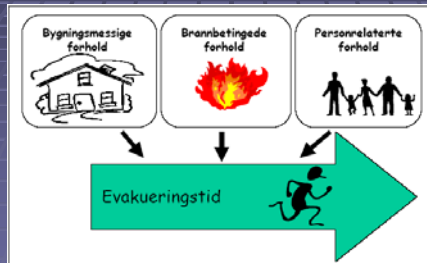 Bygningsmessige
forhold
Brannbetingede
forhold
Personrelaterte
forhold
Evakueringstid